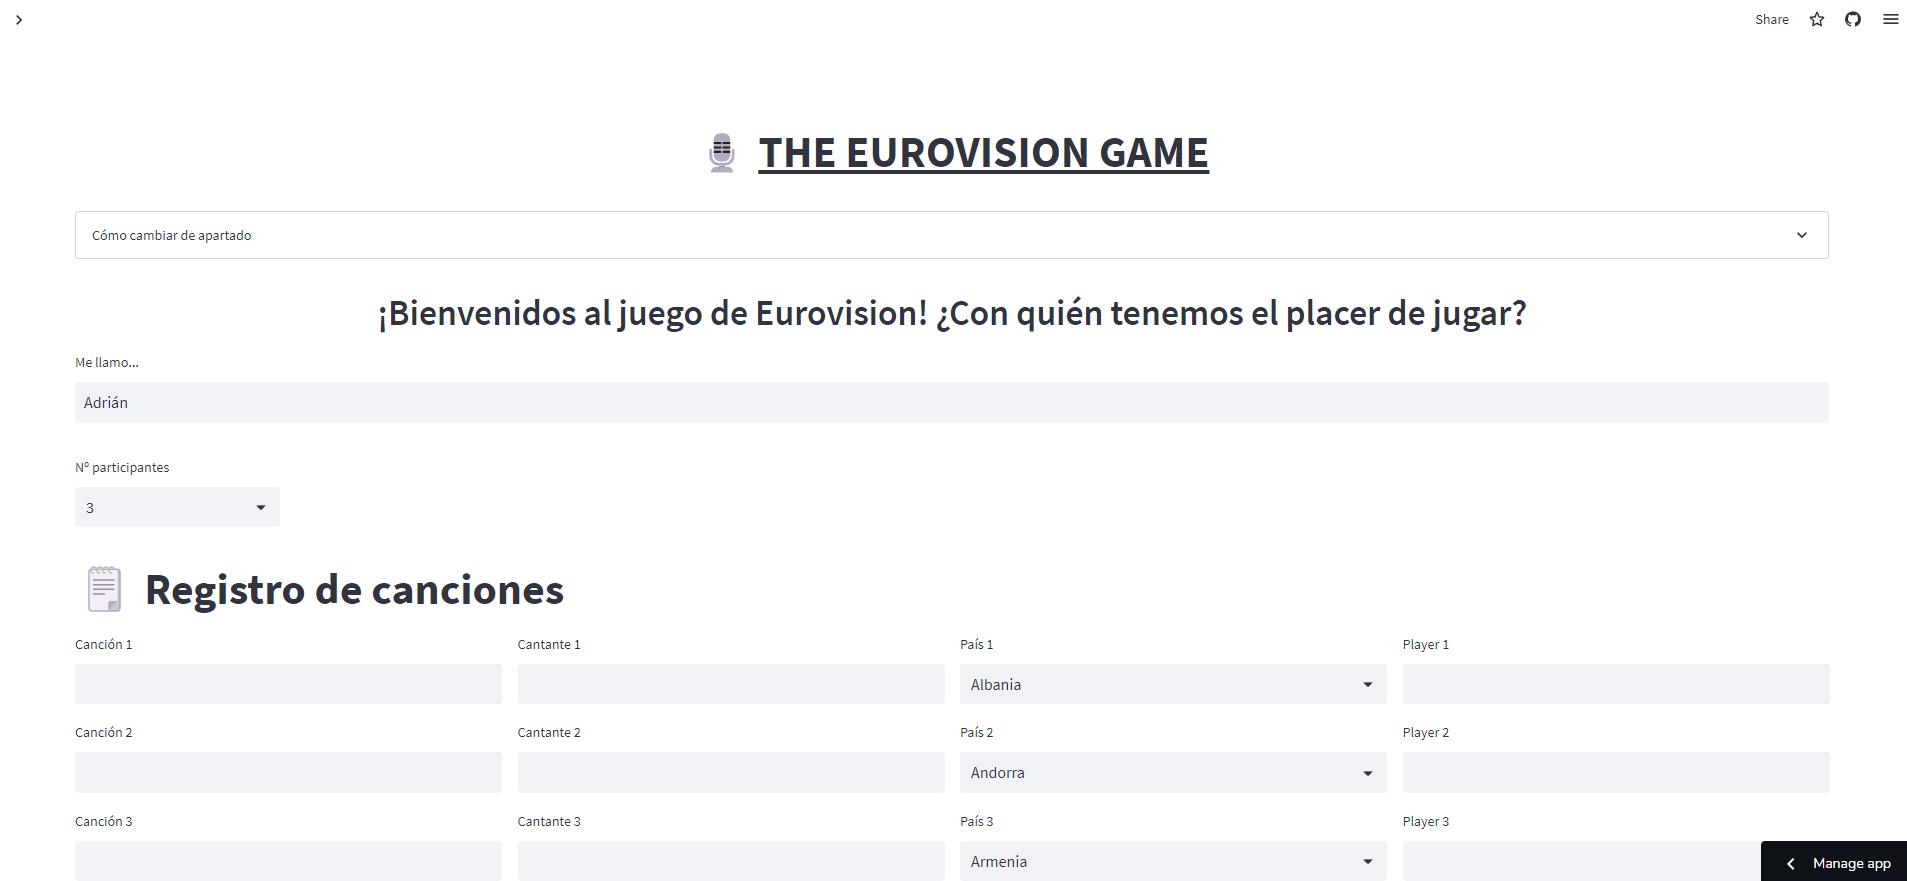 Share
THE EUROVISION GAME
Cómo cambiar de apartado
¡Bienvenidos al juego de Eurovision! ¿Con quién tenemos el placer de jugar?
Me llamo...
Adrián
Nº participantes
3
Registro de canciones
Canción 1 Cantante 1 País 1 Player 1
Albania
Canción 2 Cantante 2 País 2 Player 2
Andorra
Canción 3 Cantante 3 País 3 Player 3
Armenia
Manage app